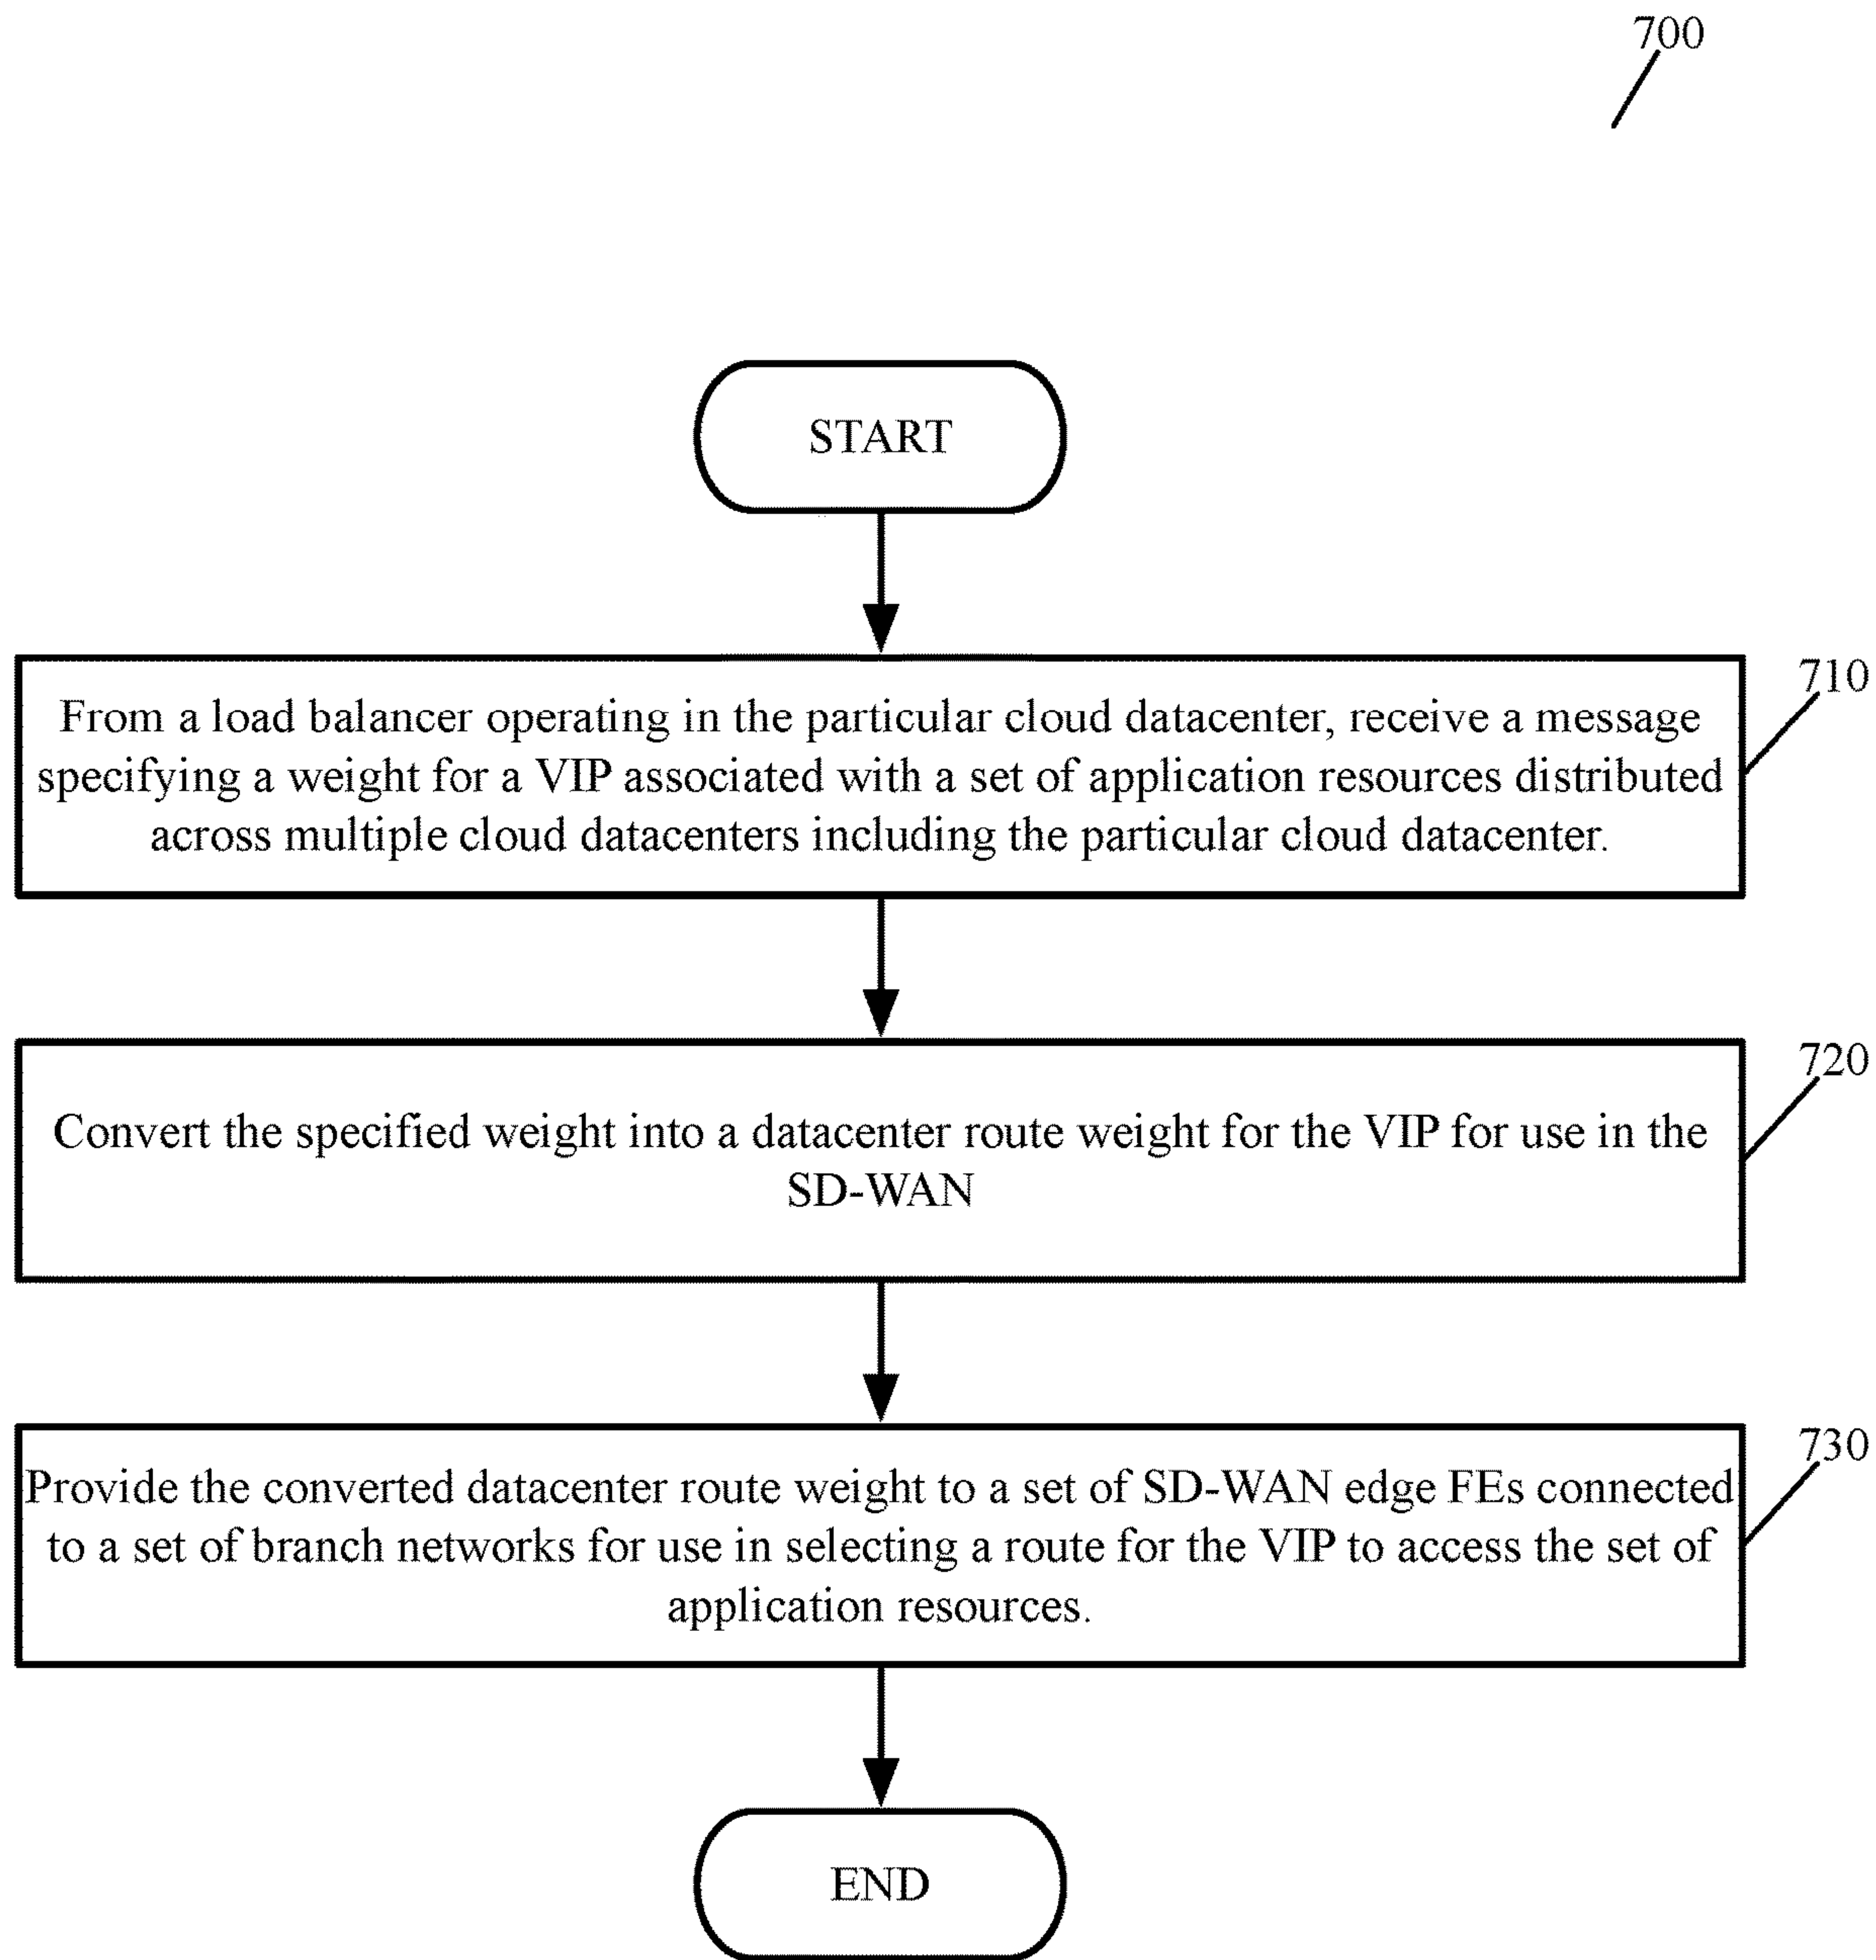 700
START
710
From a load balancer operating in the particular cloud datacenter, receive a message
specifying a weight for a VIP associated with a set of application resources distributed
across multiple cloud datacenters including the particular cloud datacenter.
720
Convert the specified weight into a datacenter route weight for the VIP for use in the
SD-WAN
730
Provide the converted datacenter route weight to a set of SD-WAN edge FEs connected
to a set of branch networks for use in selecting a route for the VIP to access the set of
application resources.
END